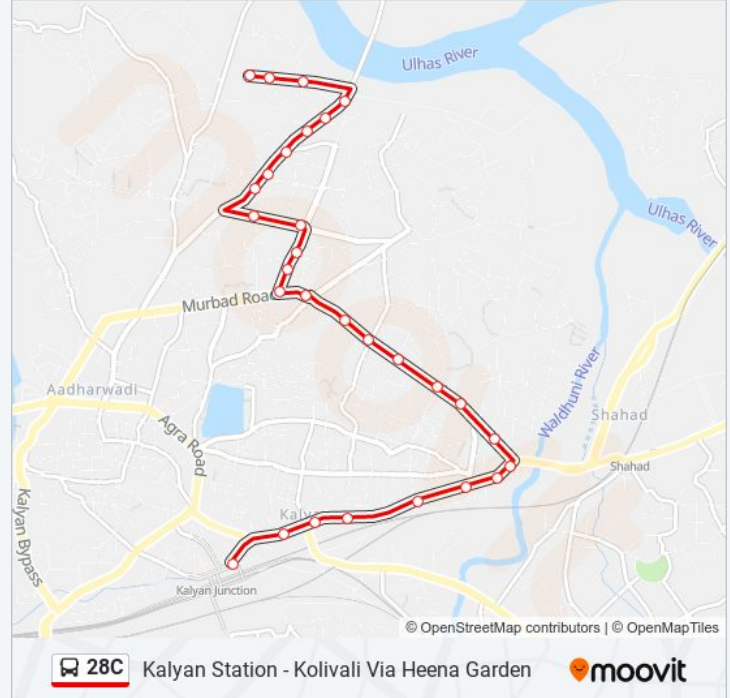 Ulhas River
Ulhas River
Murbad Road
Aadharwadi
Agra Road
Waldhuni River
Shahad
Shahad
Kalyan Bypass
Kalyan Junction
© OpenStreetMap contributors | © OpenMapTiles
28C Kalyan Station - Kolivali Via Heena Garden moovit